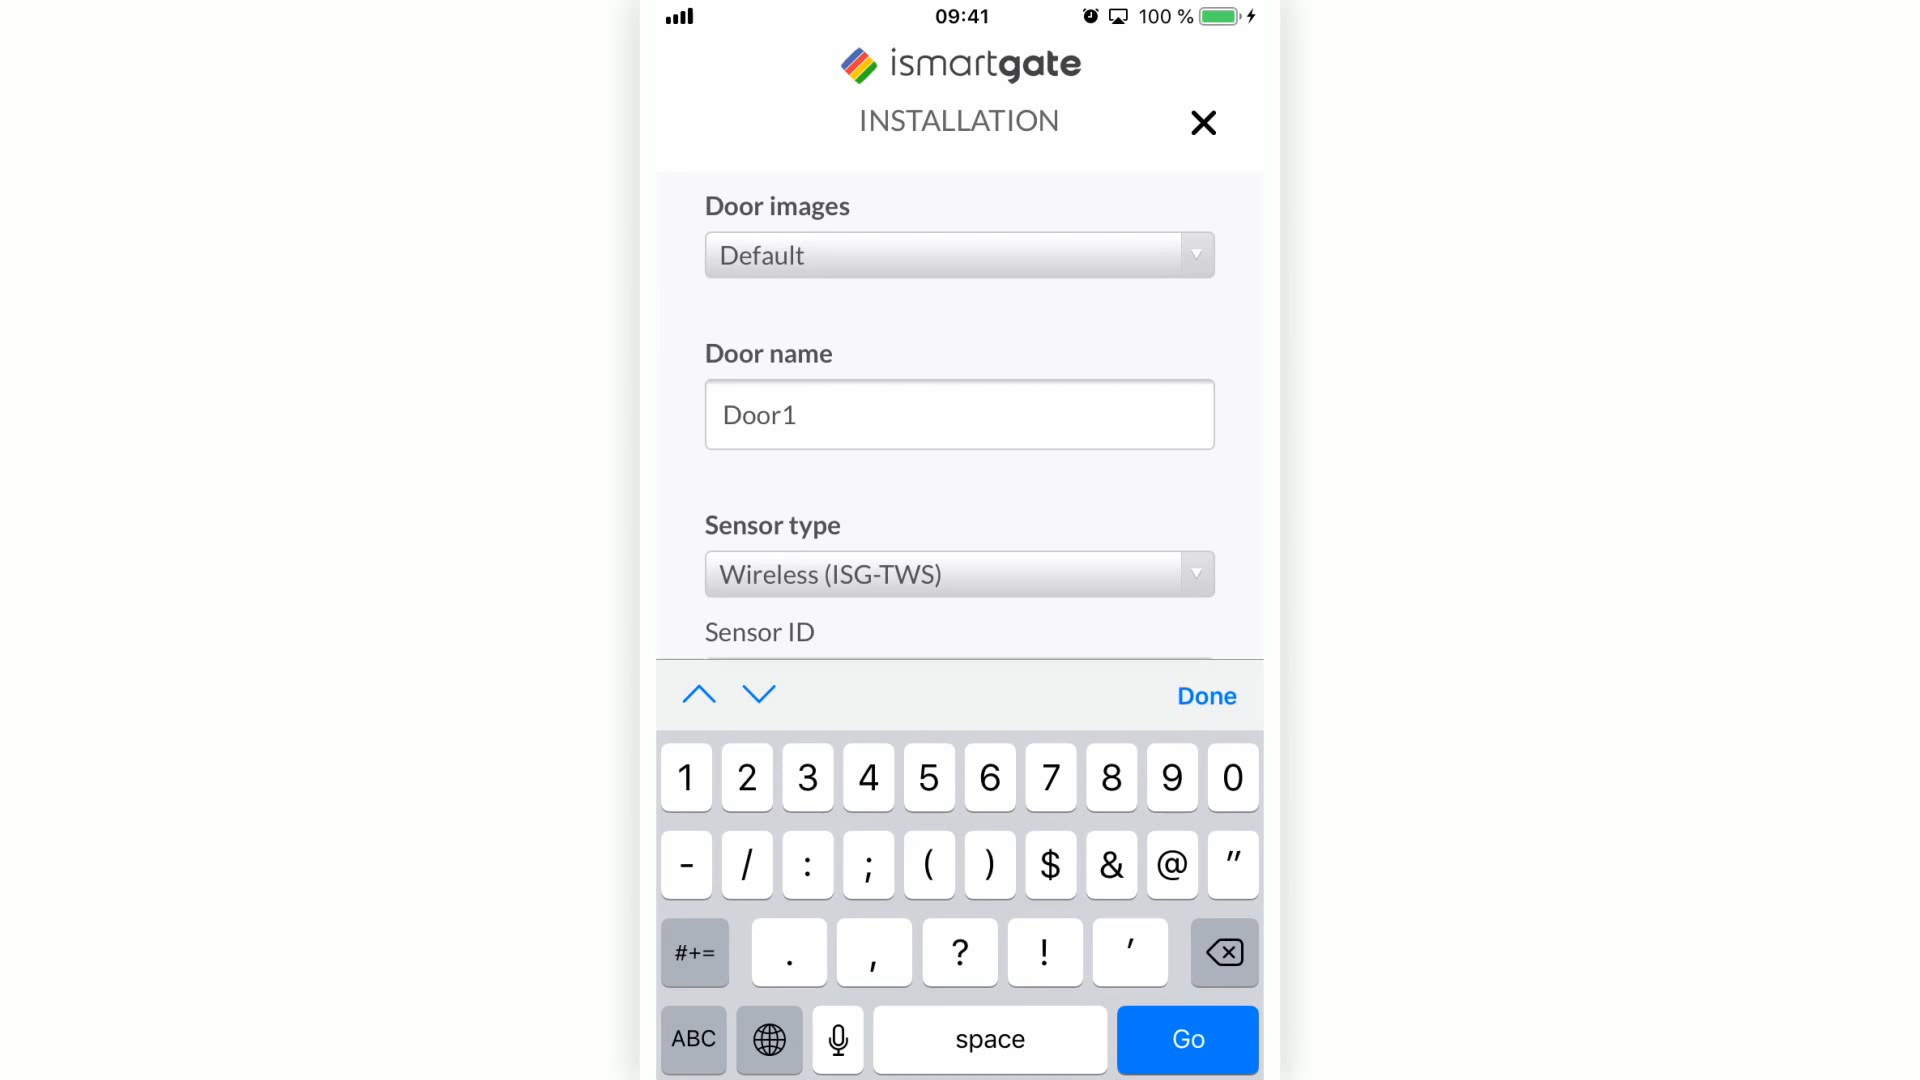 09:41
100 %
ismartgate
INSTALLATION
Door images
Default
Door name
Door1
Sensor type
Wireless (ISG-TWS)
Sensor ID
Done
1 2 3 4 5 6 7 8 9 0
- / : ; ( ) $ & @ "
#+= . , ? ! '
ABC space Go